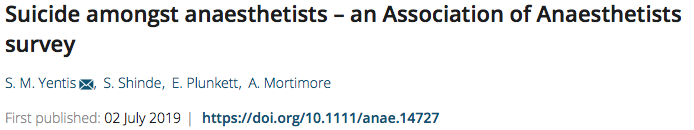 Suicide amongst anaesthetists – an Association of Anaesthetists
survey
S. M. Yentis, S. Shinde, E. Plunkett, A. Mortimore
First published: 02 July 2019 | https://doi.org/10.1111/anae.14727